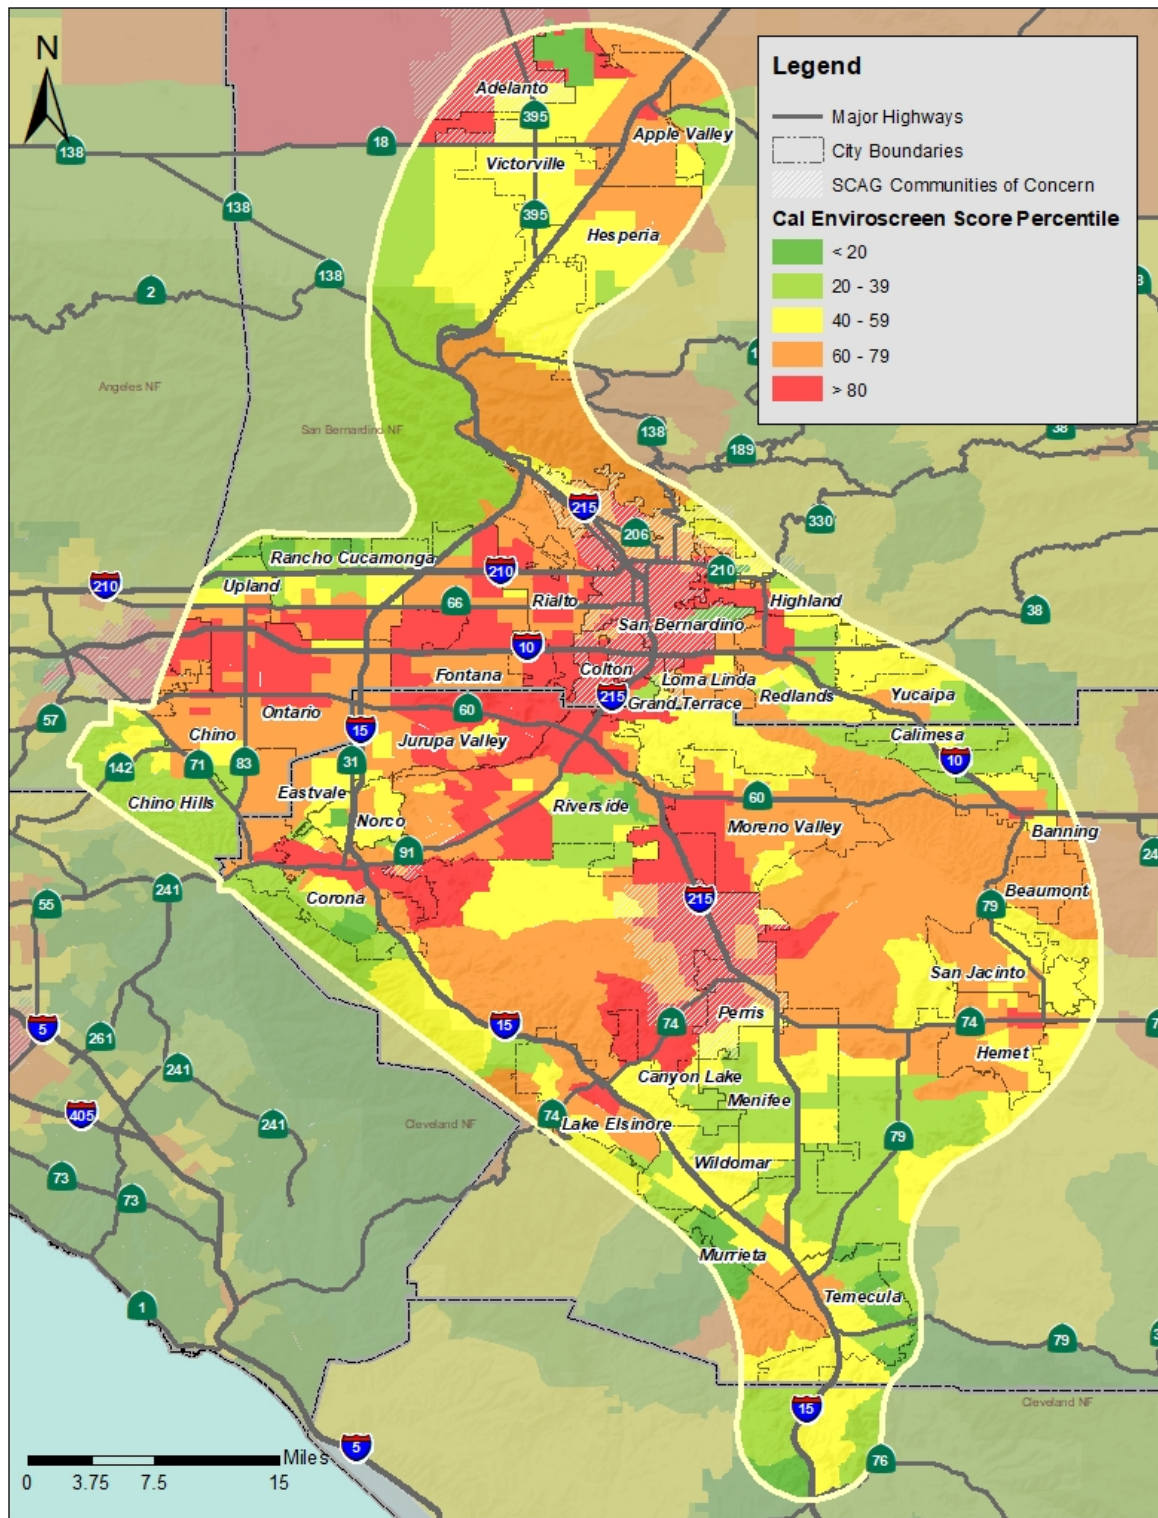 N
Legend
Major Highways
City Boundaries
SCAG Communities of Concern
Cal Enviroscreen Score Percentile
< 20
20 - 39
40 - 59
60 - 79
> 80
Adelanto
395
Apple Valley
138
18
Victorville
138
395
Hesperia
2
138
Angeles NF
San Bernardino NF
138
189
38
215
206
330
Rancho Cucamonga
210
210
210
Upland
66
Rialto
Highland
38
San Bernardino
10
Fontana
Colton
Loma Linda
Redlands
Yucaipa
215
Grand Terrace
57
Ontario
60
Chino
15
Jurupa Valley
Calimesa
142
71
83
31
10
Chino Hills
Eastvale
Riverside
60
Norco
Moreno Valley
Banning
91
241
55
Corona
215
79
Beaumont
San Jacinto
5
15
74
Perris
74
261
Hemet
241
Canyon Lake
405
74
Lake Elsinore
Menifee
241
Cleveland NF
79
73
Wildomar
73
Murrieta
1
Temecula
79
15
Cleveland NF
5
76
Miles
0 3.75 7.5 15